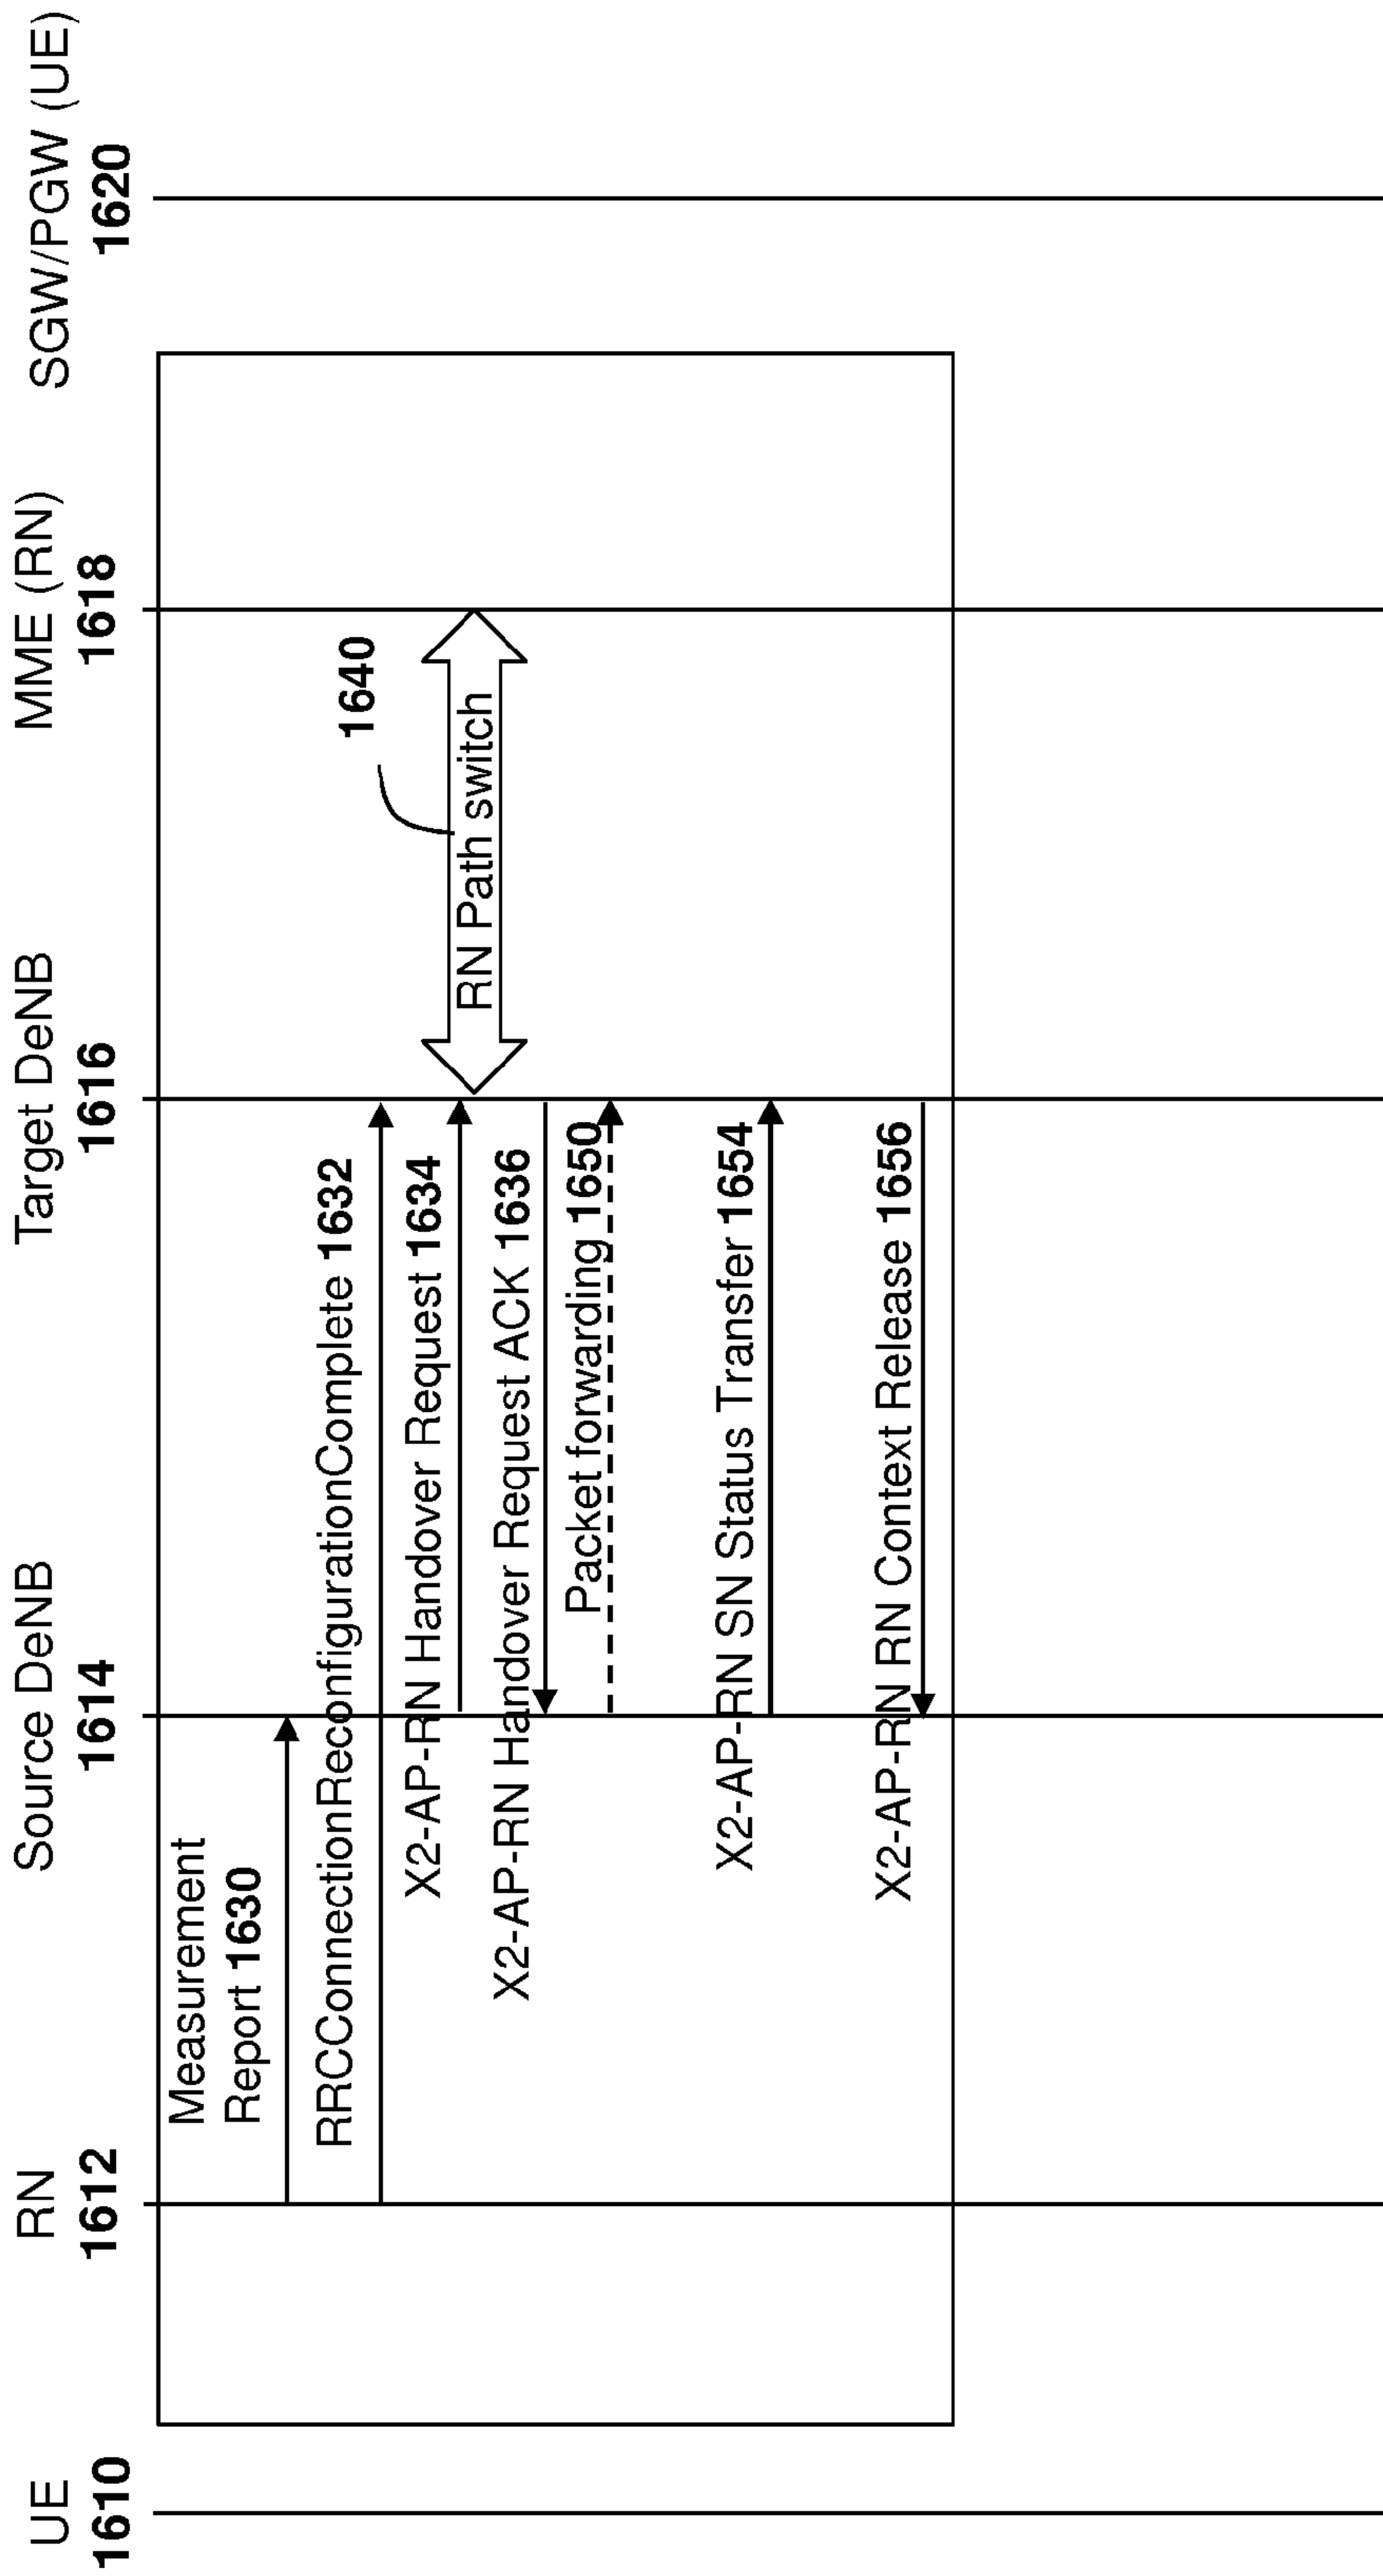 UE
1610
RN
1612
Source DeNB
1614
Target DeNB
1616
MME (RN)
1618
SGW/PGW (UE)
1620
Measurement
Report 1630
RRCConnectionReconfigurationComplete 1632
X2-AP-RN Handover Request 1634
1640
RN Path switch
X2-AP-RN Handover Request ACK 1636
Packet forwarding 1650
X2-AP-RN SN Status Transfer 1654
X2-AP-RN RN Context Release 1656